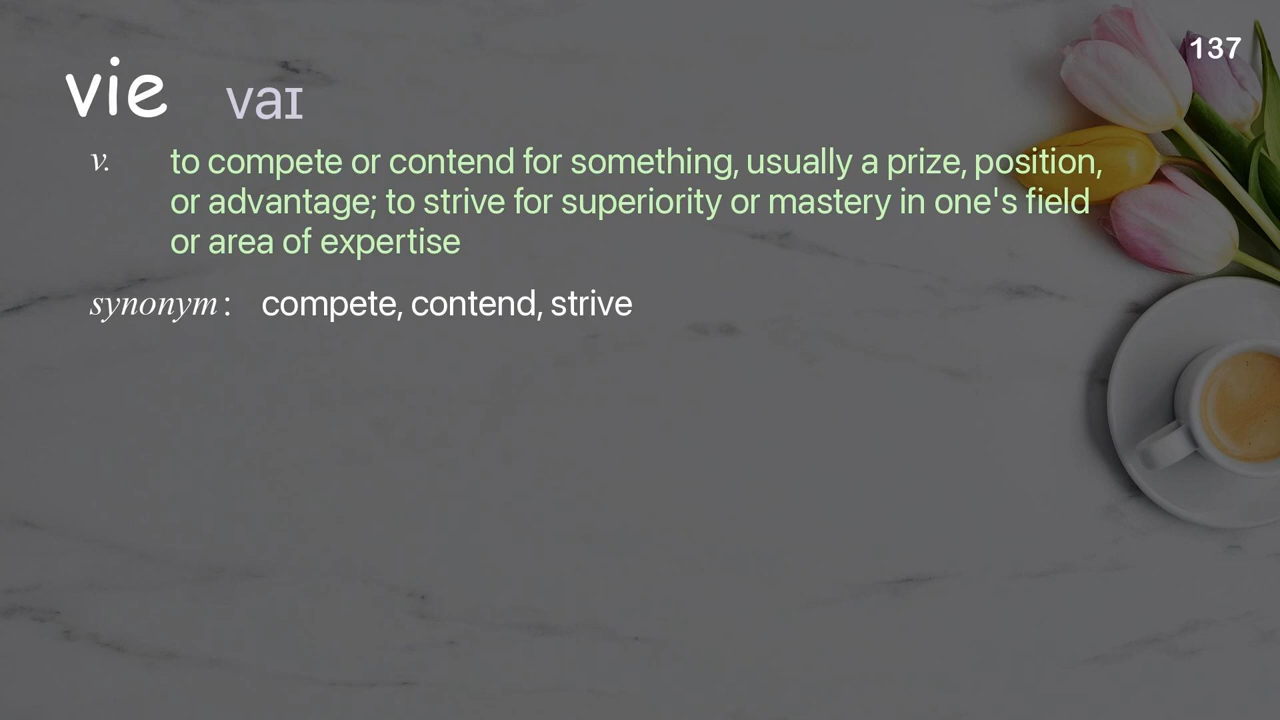 137
vie vaɪ
v. to compete or contend for something, usually a prize, position,
or advantage; to strive for superiority or mastery in one's field
or area of expertise
synonym: compete, contend, strive